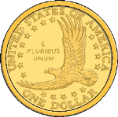 UNITED STATES OF AMERICA
E
PLURIBUS
UNUM
ONE DOLLAR